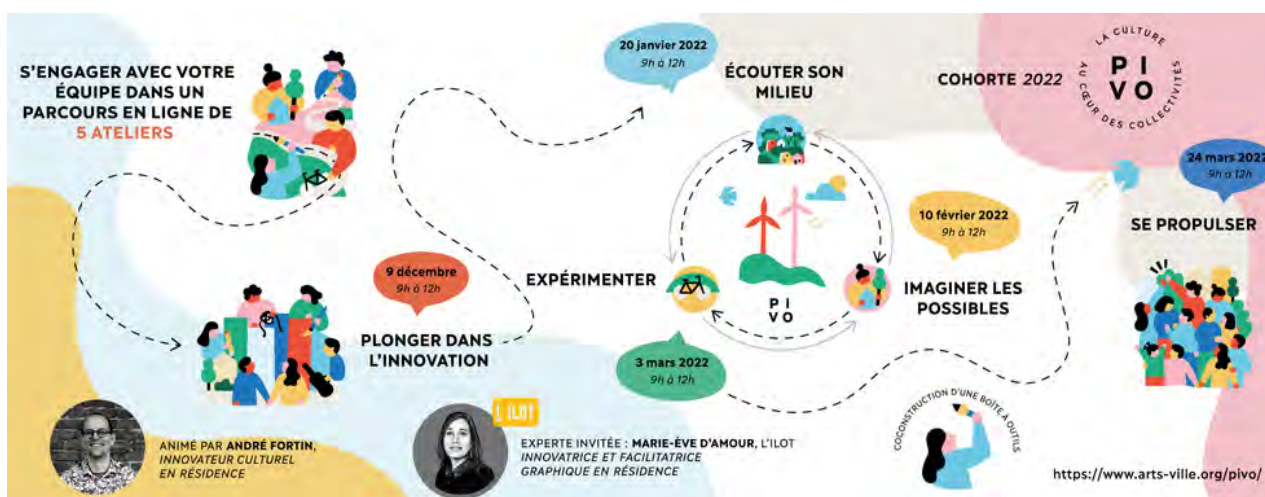 S'ENGAGER AVEC VOTRE
ÉQUIPE DANS UN
PARCOURS EN LIGNE DE
5 ATELIERS
9 décembre
9h à 12h
PLONGER DANS
L'INNOVATION
20 janvier 2022
9h à 12h
ÉCOUTER SON
MILIEU
10 février 2022
9h à 12h
IMAGINER LES
POSSIBLES
EXPÉRIMENTER
3 mars 2022
9h à 12h
PI
VO
COHORTE 2022
LA CULTURE
PI
VO
AU CŒUR DES COLLECTIVITÉS
24 mars 2022
9h à 12h
SE PROPULSER
ANIMÉ PAR ANDRÉ FORTIN,
INNOVATEUR CULTUREL
EN RÉSIDENCE
L'ILOT
EXPERTE INVITÉE : MARIE-ÈVE D'AMOUR, L'ILOT
INNOVATRICE ET FACILITATRICE
GRAPHIQUE EN RÉSIDENCE
COCONSTRUCTION D'UNE BOÎTE À OUTILS
https://www.arts-ville.org/pivo/